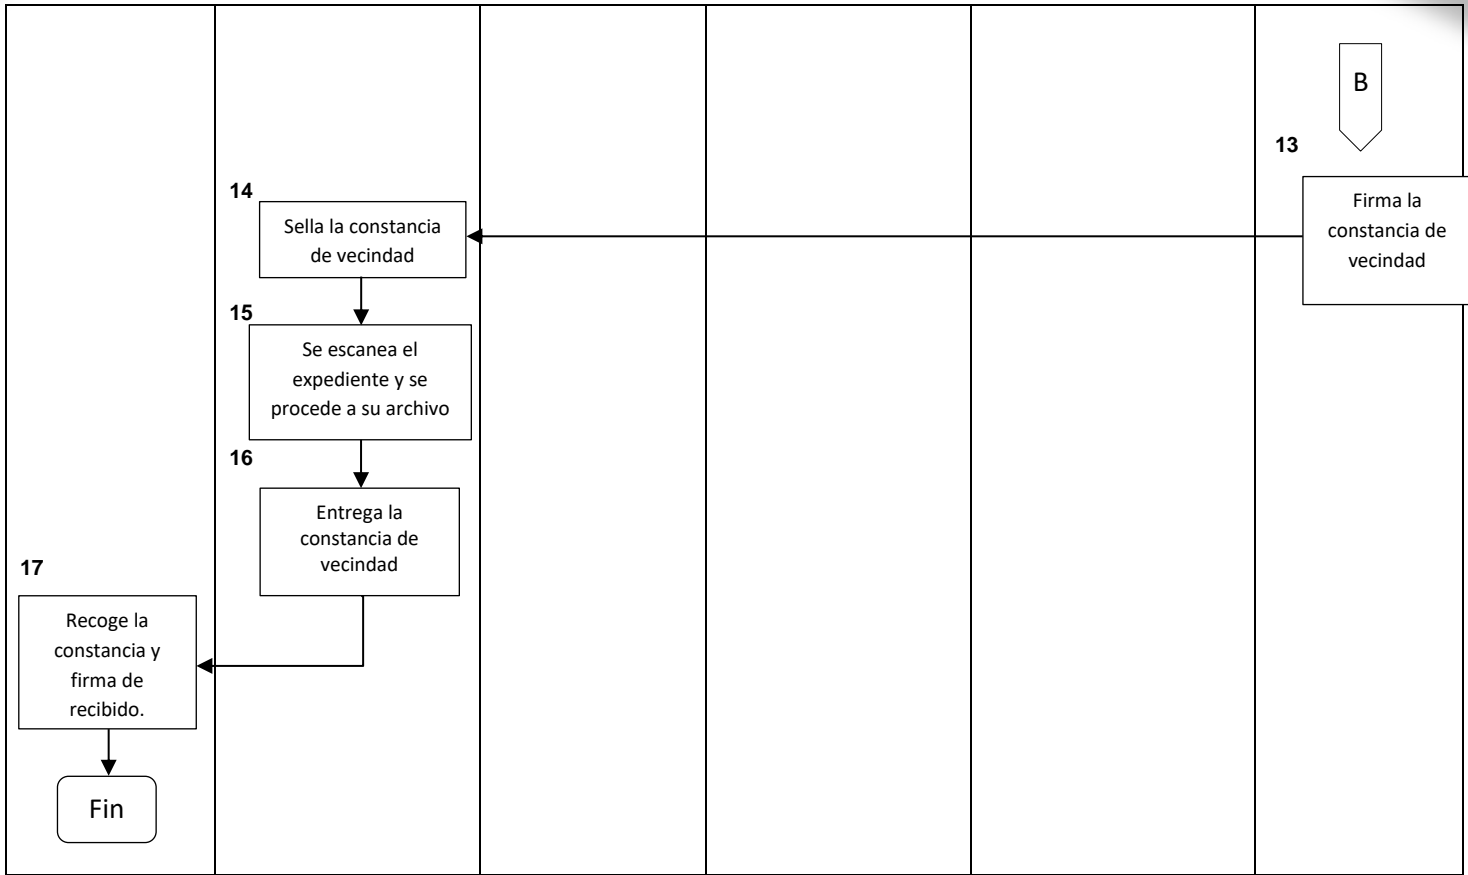 B
13
Firma la
constancia de
vecindad
14
Sella la constancia
de vecindad
15
Se escanea el
expediente y se
procede a su archivo
16
Entrega la
constancia de
vecindad
17
Recoge la
constancia y
firma de
recibido.
Fin